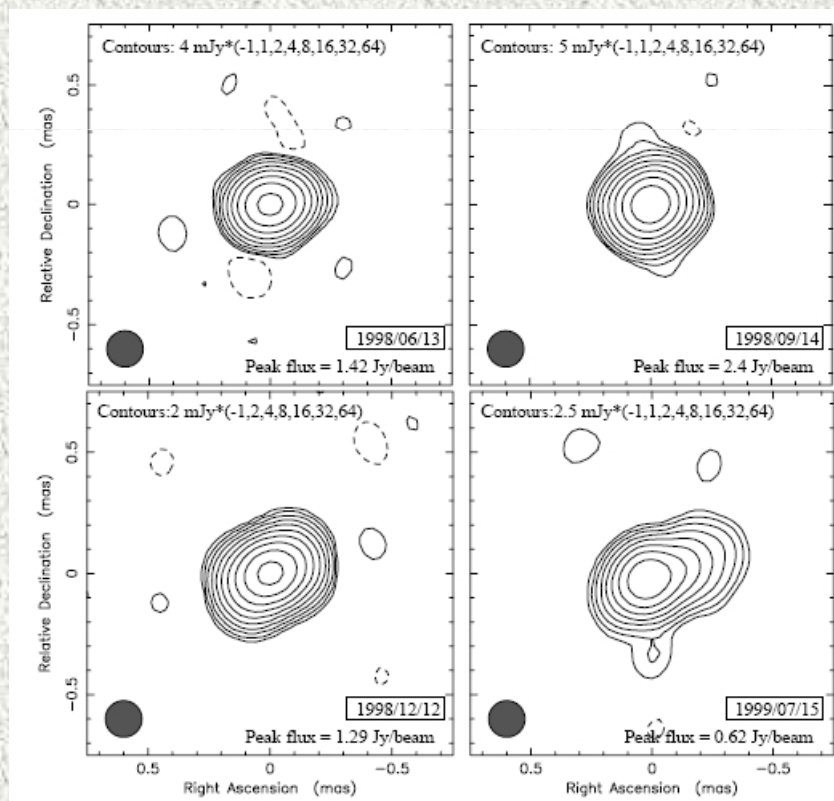 Contours: 4 mJy*(-1,1,2,4,8,16,32,64)
Contours: 5 mJy*(-1,1,2,4,8,16,32,64)
Relative Declination (mas)
0.5
0
−0.5
1998/06/13
Peak flux = 1.42 Jy/beam
1998/09/14
Peak flux = 2.4 Jy/beam
Contours:2 mJy*(-1,2,4,8,16,32,64)
Contours:2.5 mJy*(-1,1,2,4,8,16,32,64)
Relative Declination (mas)
0.5
0
−0.5
1998/12/12
Peak flux = 1.29 Jy/beam
1999/07/15
Peak flux = 0.62 Jy/beam
0.5 0 −0.5
0.5 0 −0.5
Right Ascension (mas)
Right Ascension (mas)